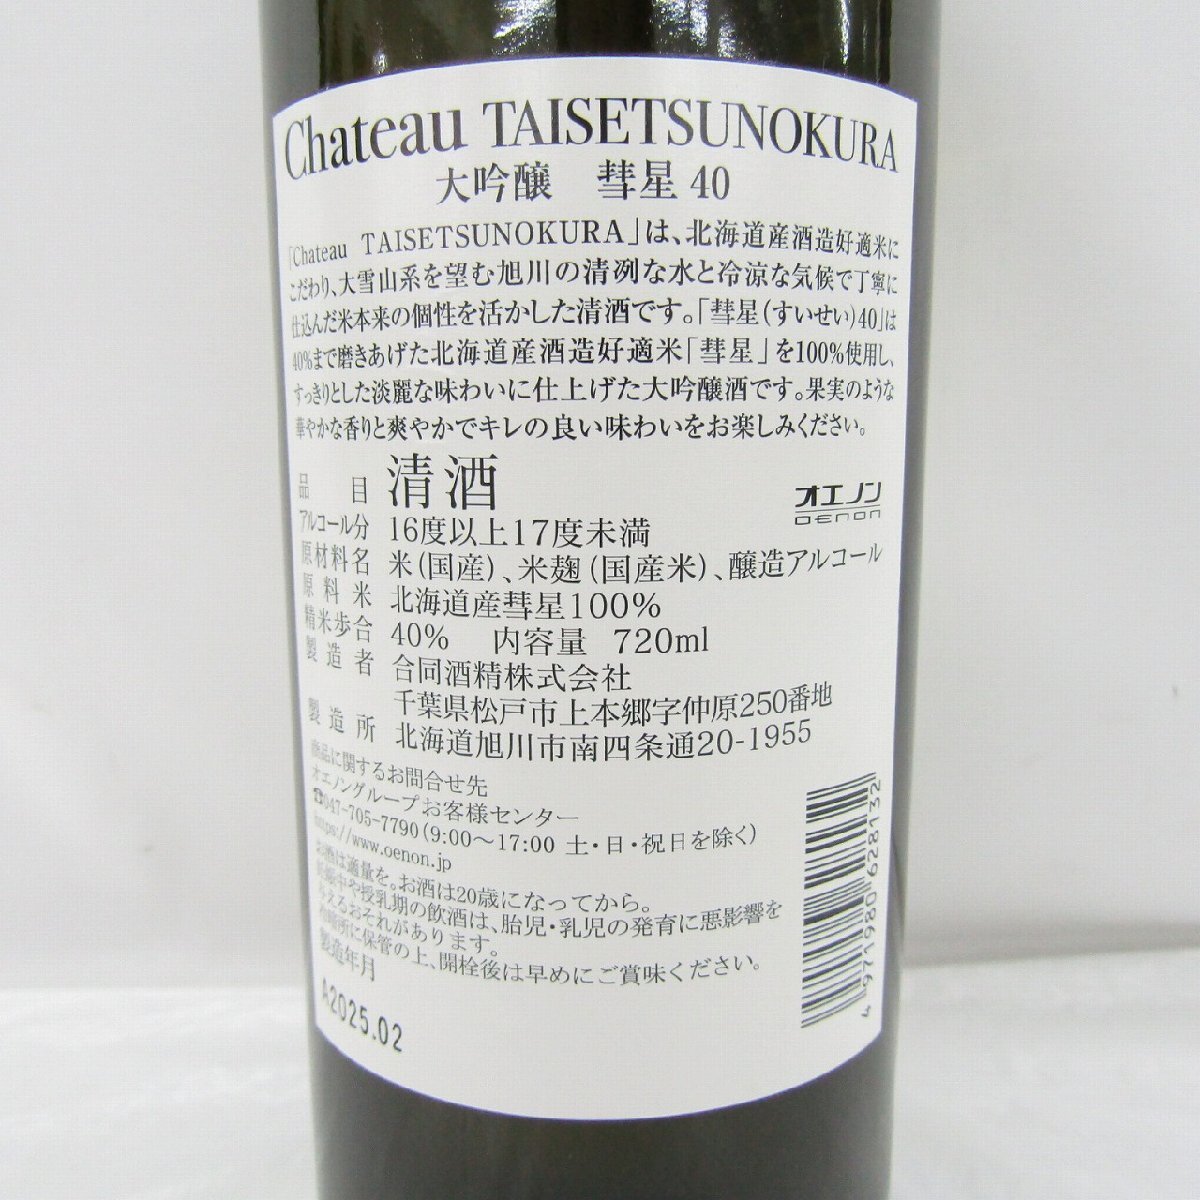 Chateau TAISETSUNOKURA
大吟醸　彗星 40
「Chateau TAISETSUNOKURA」は、北海道産酒造好適米に
こだわり、大雪山系を望む旭川の清冽な水と冷涼な気候で丁寧に
仕込んだ米本来の個性を活かした清酒です。「彗星(すいせい)40」は
40%まで磨きあげた北海道産酒造好適米「彗星」を100%使用し、
すっきりとした淡麗な味わいに仕上げた大吟醸酒です。果実のような
華やかな香りと爽やかでキレの良い味わいをお楽しみください。
品目 清酒
オエノン
OENON
アルコール分 16度以上17度未満
原材料名 米(国産)、米麹(国産米)、醸造アルコール
原料米 北海道産彗星100%
精米歩合 40%　内容量　720ml
製造者 合同酒精株式会社
千葉県松戸市上本郷字仲原250番地
製造所 北海道旭川市南四条通20-1955
商品に関するお問合せ先
オエノングループお客様センター
☎047-705-7790(9:00〜17:00 土・日・祝日を除く)
https://www.oenon.jp
お酒は適量を。お酒は20歳になってから。
妊娠中や授乳期の飲酒は、胎児・乳児の発育に悪影響を
与えるおそれがあります。
冷暗所に保管の上、開栓後は早めにご賞味ください。
製造年月
A2025.02
4 971980 628132